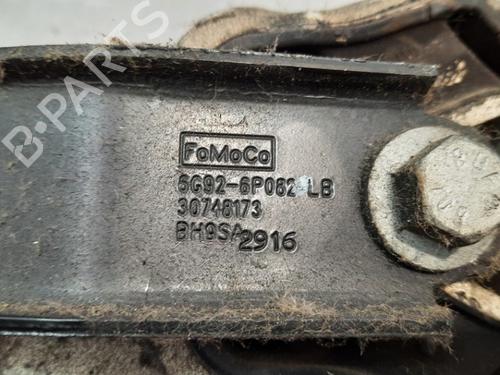 B-PARTS
FoMoCo
6G92-6P082-LB
30748173
BH9SA 2916